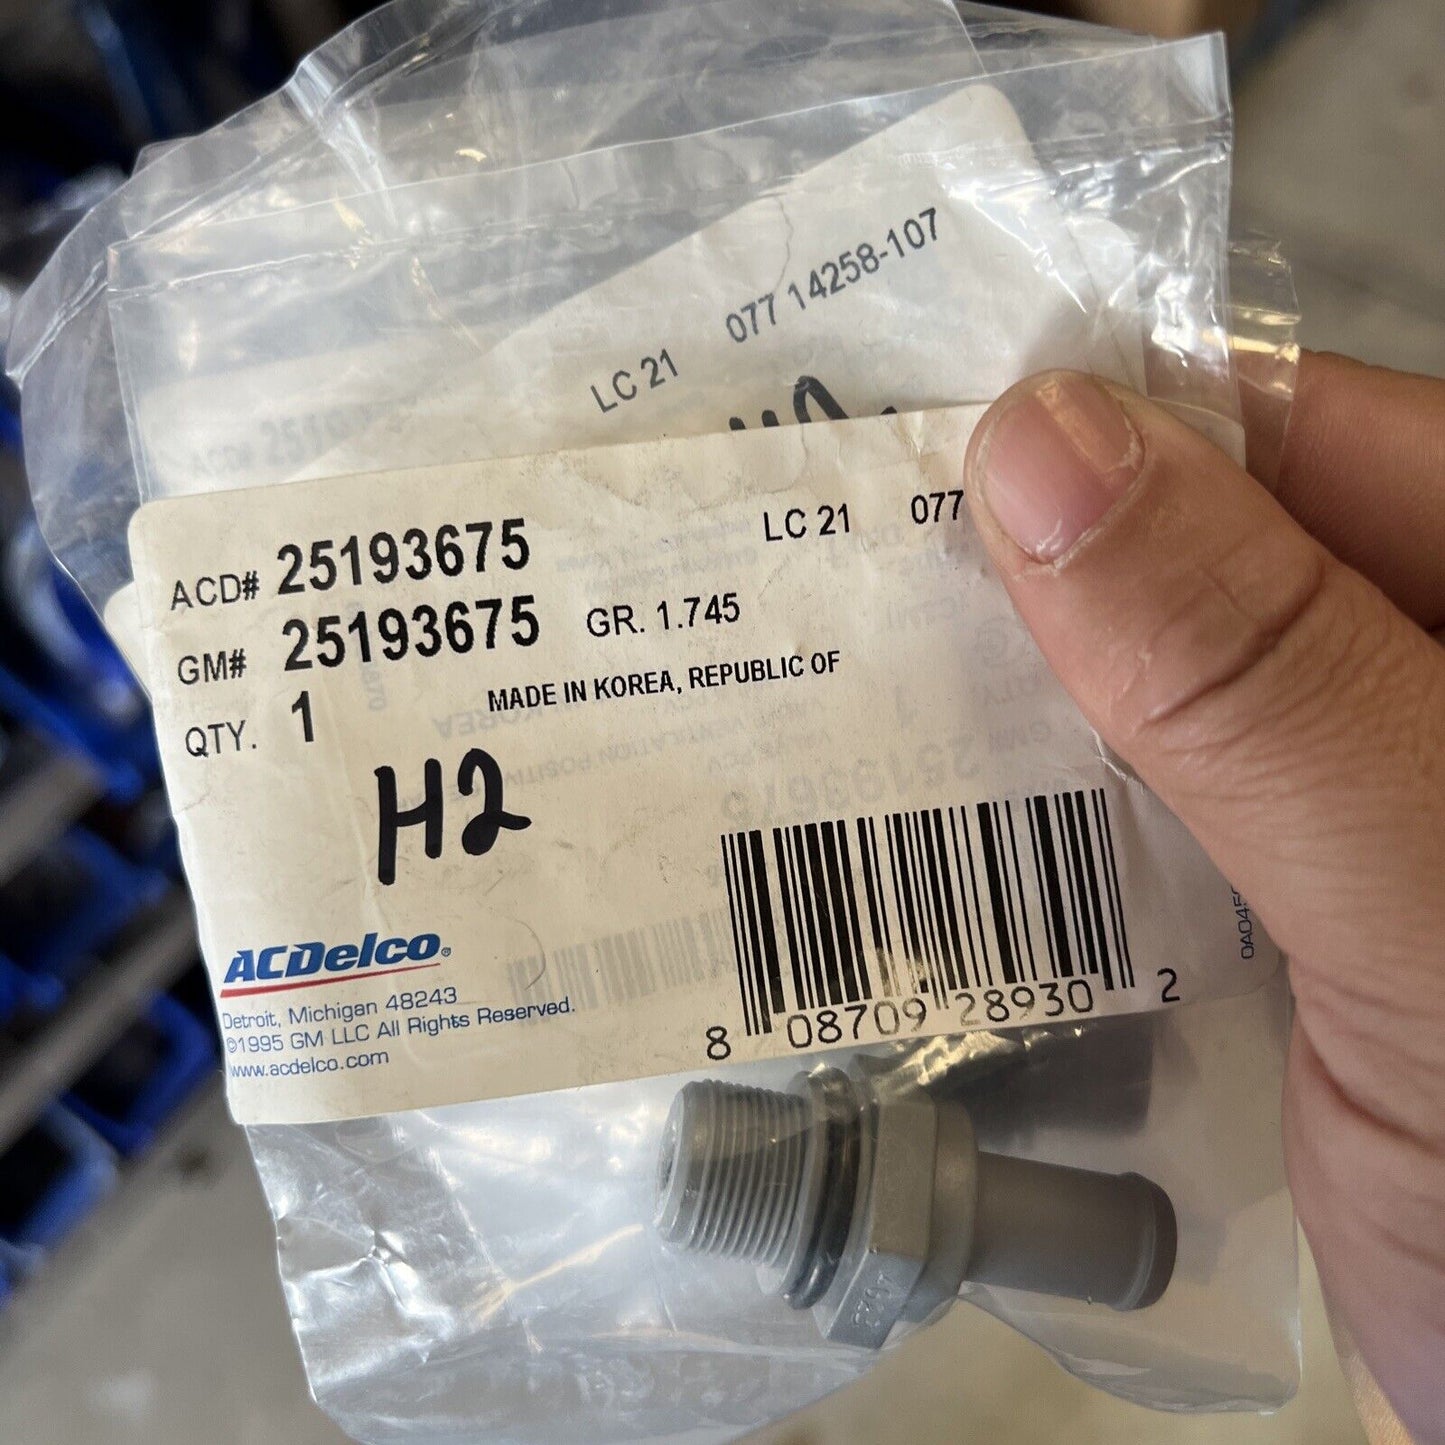 LC 21 077 14258-107
ACD# 25193675 LC 21 077
GM# 25193675 GR. 1.745
QTY. 1 MADE IN KOREA, REPUBLIC OF
H2
ACDelco®
Detroit, Michigan 48243
©1995 GM LLC All Rights Reserved.
www.acdelco.com
8 08709 28930 2